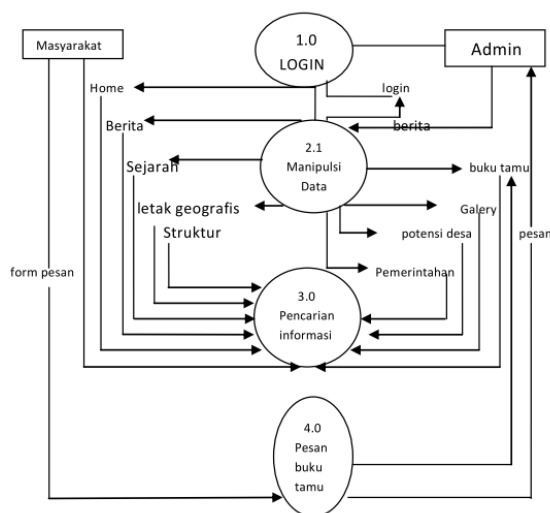 Masyarakat
1.0
LOGIN
Admin
Home
login
Berita
berita
2.1
Manipulsi
Data
Sejarah
buku tamu
letak geografis
Galery
Struktur
potensi desa
pesan
form pesan
Pemerintahan
3.0
Pencarian
informasi
4.0
Pesan
buku
tamu